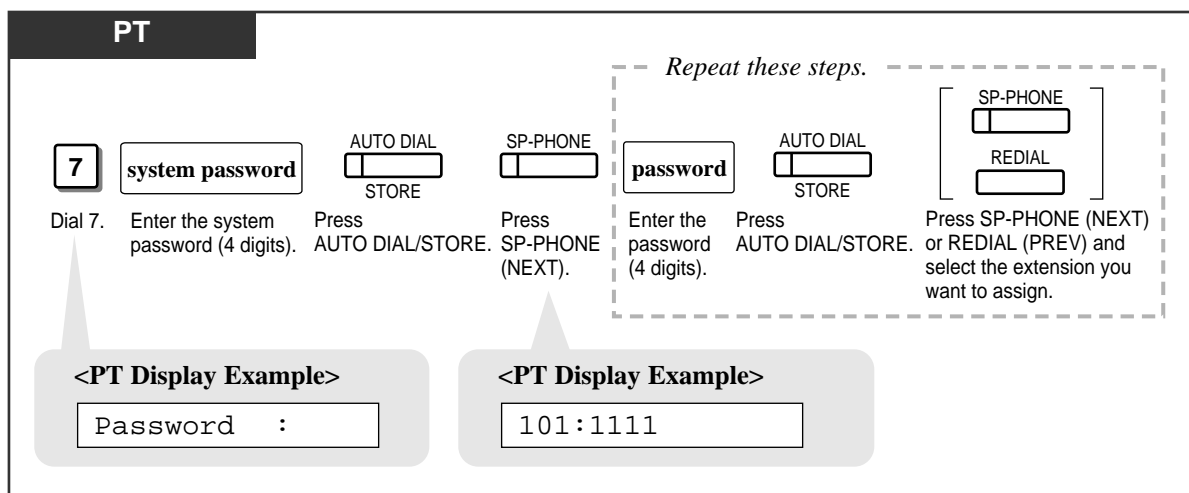 PT
Repeat these steps.
7
system password
AUTO DIAL
STORE
SP-PHONE
password
AUTO DIAL
STORE
SP-PHONE
REDIAL
Dial 7.
Enter the system
password (4 digits).
Press
AUTO DIAL/STORE.
Press
SP-PHONE
(NEXT).
Enter the
password
(4 digits).
Press
AUTO DIAL/STORE.
Press SP-PHONE (NEXT)
or REDIAL (PREV) and
select the extension you
want to assign.
<PT Display Example>
Password :
<PT Display Example>
101:1111